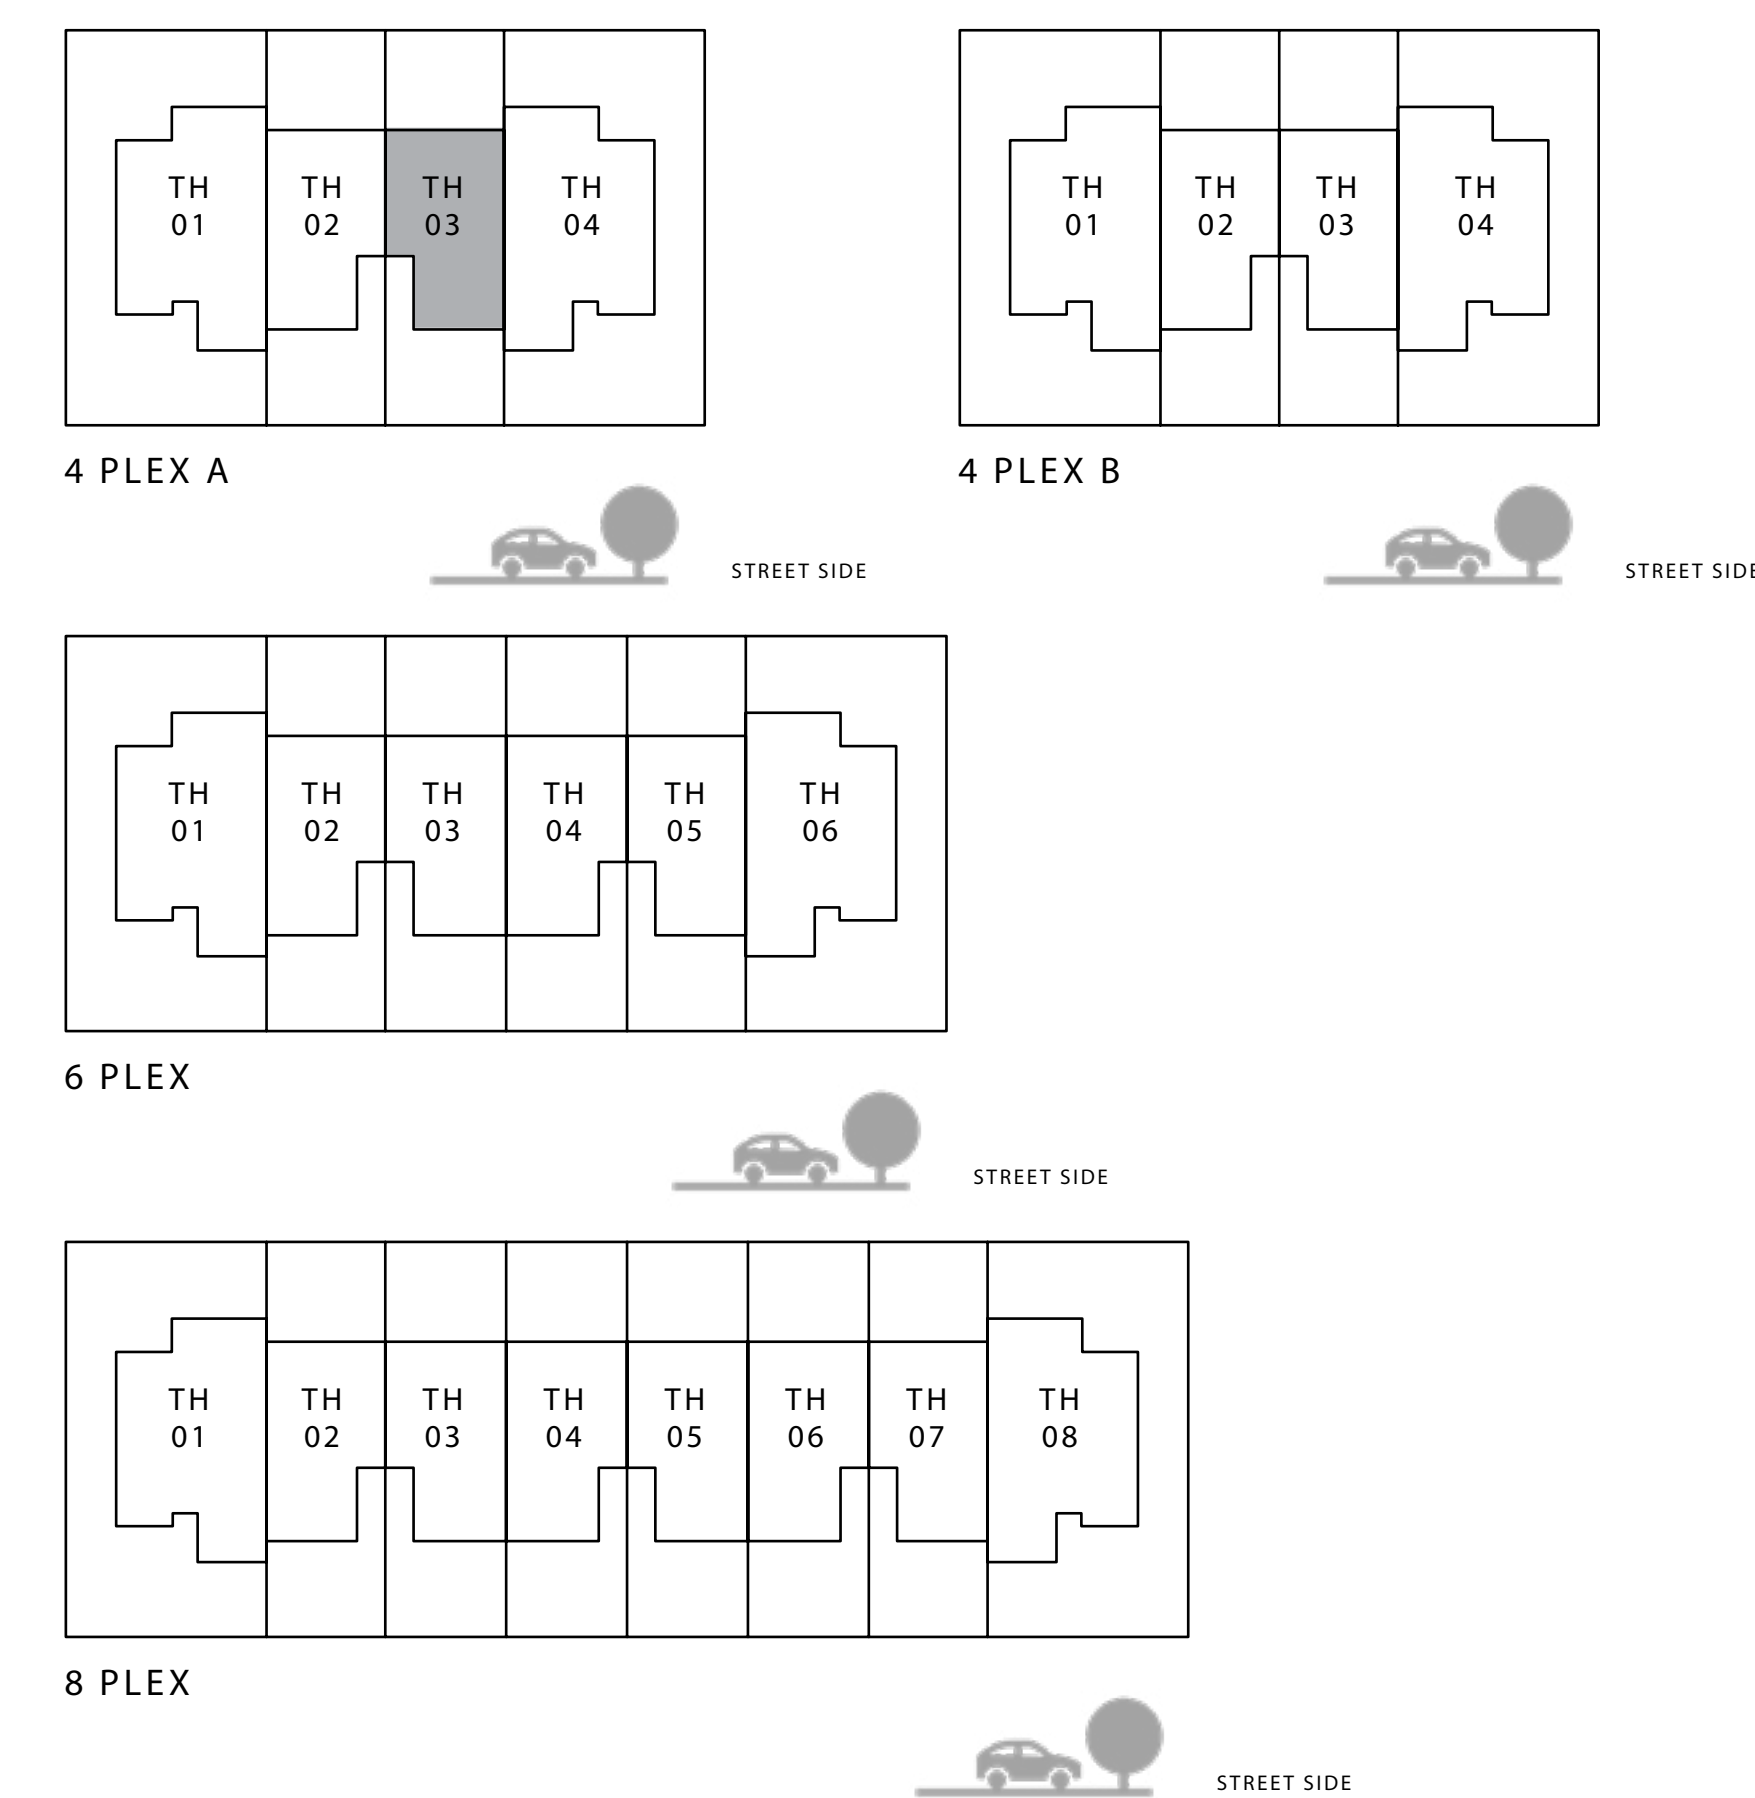 TH TH TH TH
01 02 03 04
4 PLEX A
STREET SIDE
TH TH TH TH
01 02 03 04
4 PLEX B
STREET SIDE
TH TH TH TH TH TH
01 02 03 04 05 06
6 PLEX
STREET SIDE
TH TH TH TH TH TH TH TH
01 02 03 04 05 06 07 08
8 PLEX
STREET SIDE